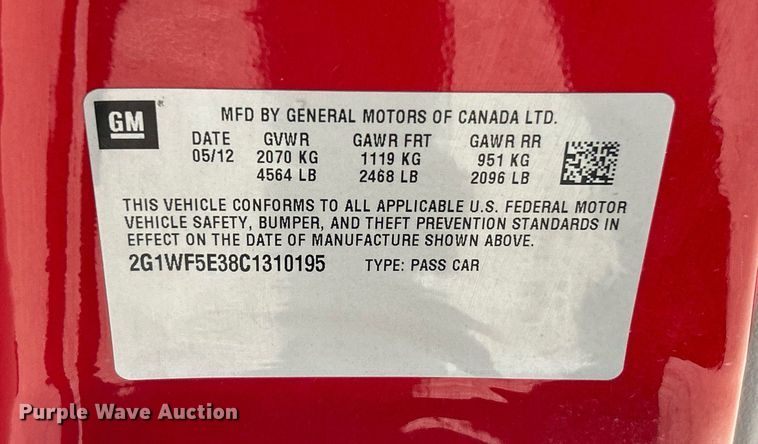 GM
MFD BY GENERAL MOTORS OF CANADA LTD.
DATE GVWR GAWR FRT GAWR RR
05/12 2070 KG 1119 KG 951 KG
4564 LB 2468 LB 2096 LB
THIS VEHICLE CONFORMS TO ALL APPLICABLE U.S. FEDERAL MOTOR
VEHICLE SAFETY, BUMPER, AND THEFT PREVENTION STANDARDS IN
EFFECT ON THE DATE OF MANUFACTURE SHOWN ABOVE.
2G1WF5E38C1310195 TYPE: PASS CAR
Purple Wave Auction